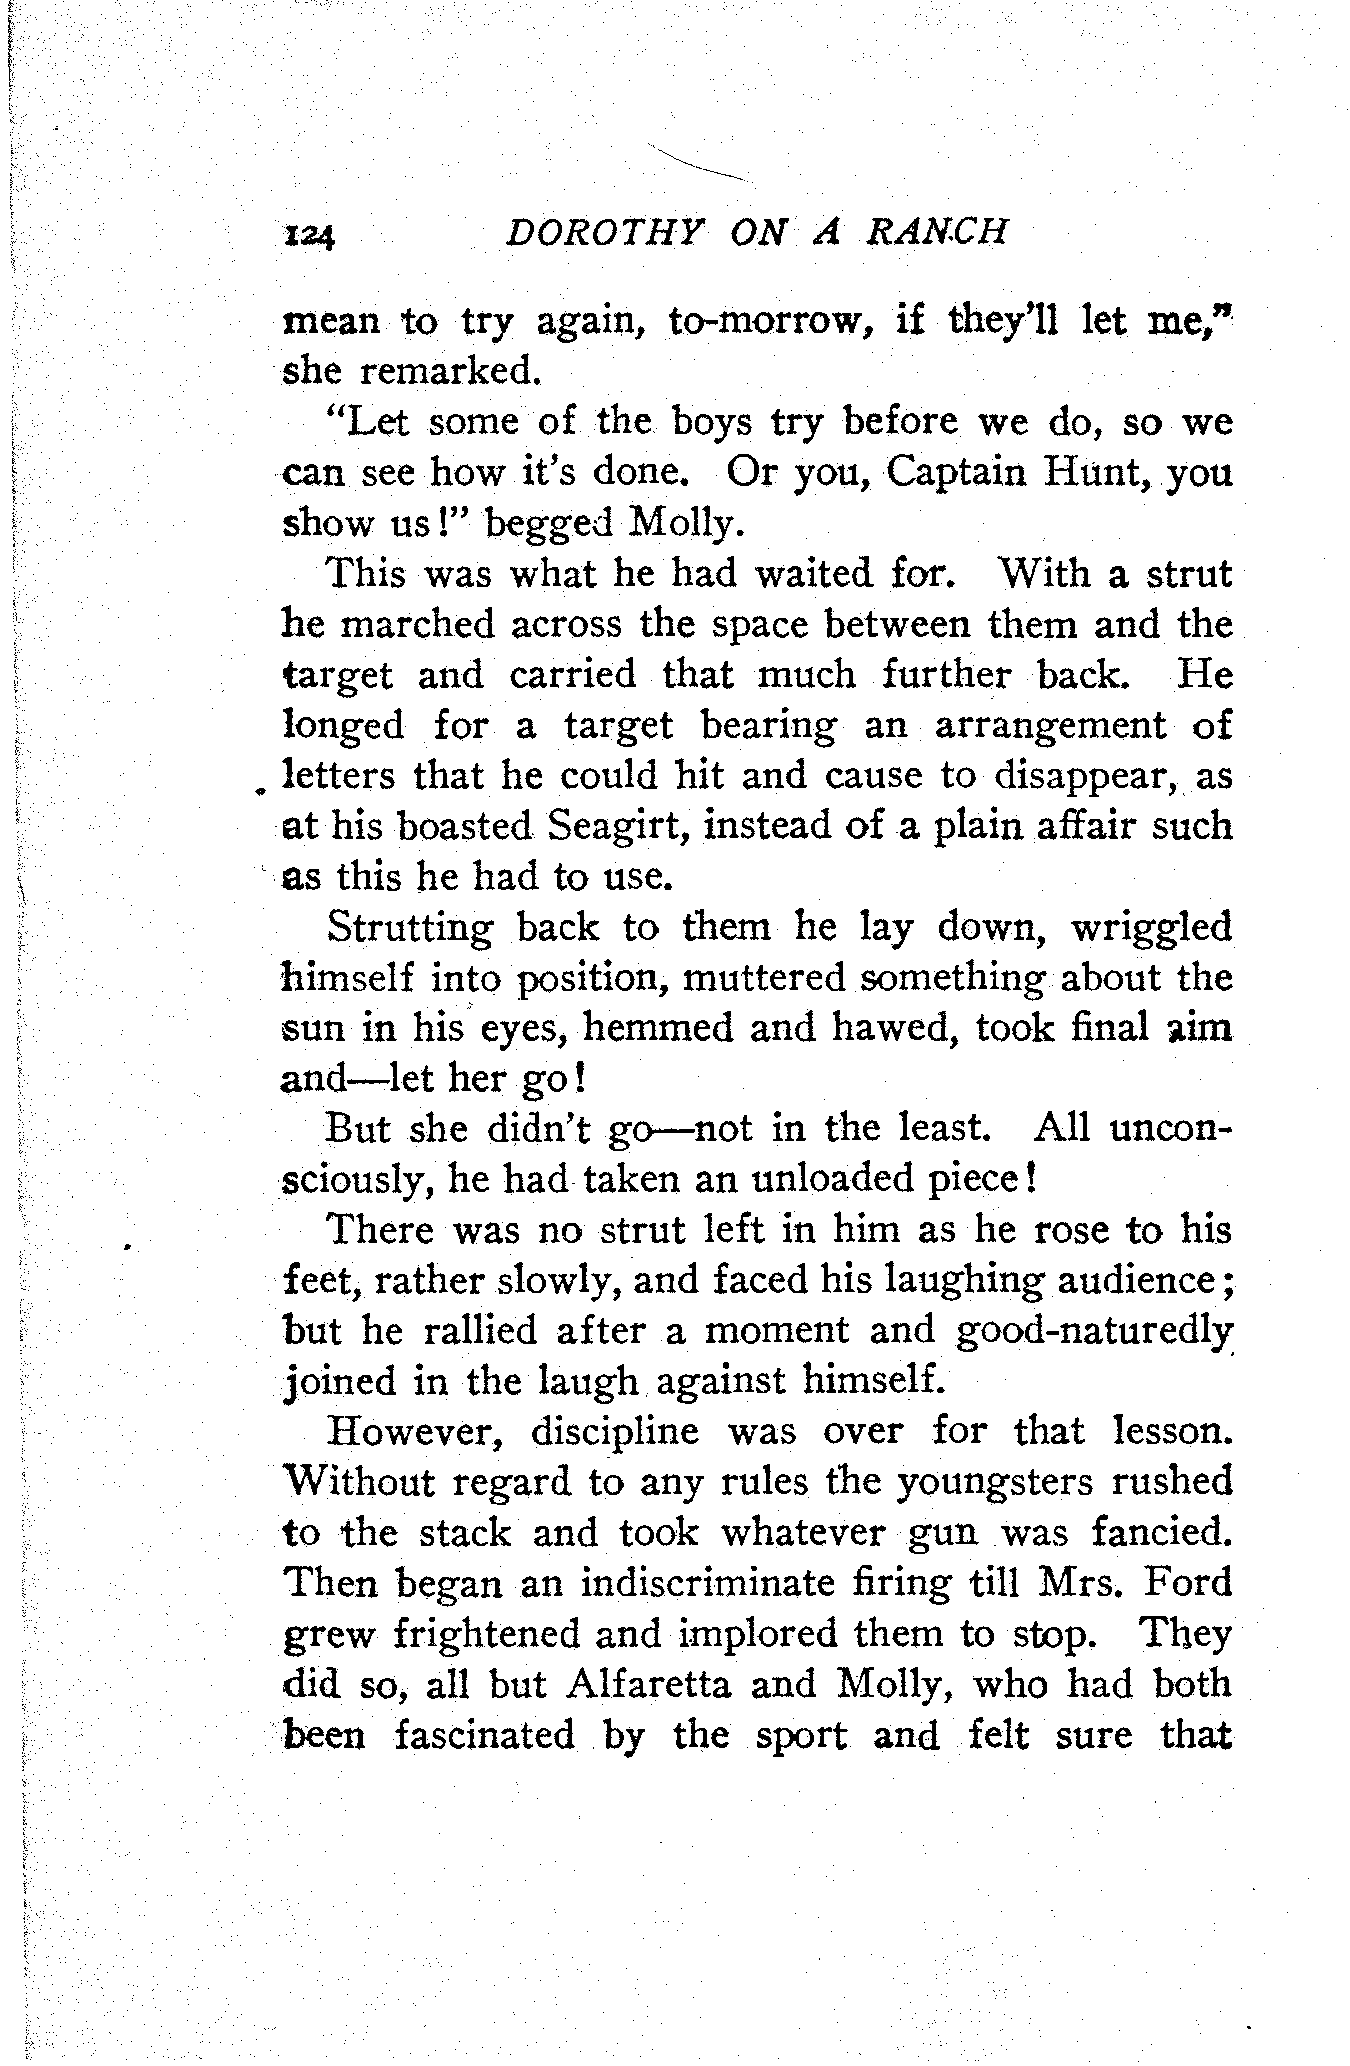 124 DOROTHY ON A RANCH
mean to try again, to-morrow, if they'll let me,"
she remarked.
"Let some of the boys try before we do, so we
can see how it's done. Or you, Captain Hunt, you
show us!" begged Molly.
This was what he had waited for. With a strut
he marched across the space between them and the
target and carried that much further back. He
longed for a target bearing an arrangement of
letters that he could hit and cause to disappear, as
at his boasted Seagirt, instead of a plain affair such
as this he had to use.
Strutting back to them he lay down, wriggled
himself into position, muttered something about the
sun in his eyes, hemmed and hawed, took final aim
and—let her go!
But she didn't go—not in the least. All uncon-
sciously, he had taken an unloaded piece!
There was no strut left in him as he rose to his
feet, rather slowly, and faced his laughing audience;
but he rallied after a moment and good-naturedly
joined in the laugh against himself.
However, discipline was over for that lesson.
Without regard to any rules the youngsters rushed
to the stack and took whatever gun was fancied.
Then began an indiscriminate firing till Mrs. Ford
grew frightened and implored them to stop. They
did so, all but Alfaretta and Molly, who had both
been fascinated by the sport and felt sure that